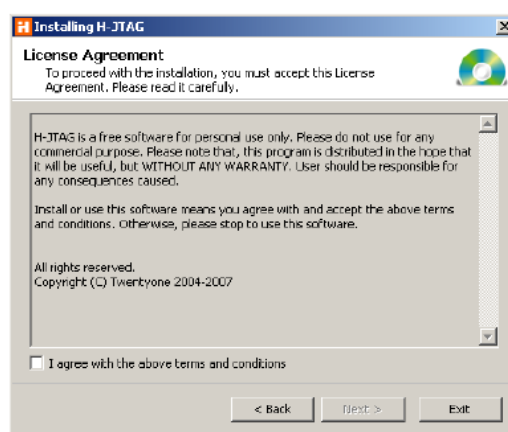 Installing H-JTAG
License Agreement
To proceed with the installation, you must accept this License
Agreement. Please read it carefully.
H-JTAG is a free software for personal use only. Please do not use for any
commercial purpose. Please note that, this program is distributed in the hope that
it will be useful, but WITHOUT ANY WARRANTY. User should be responsible for
any consequences caused.
Install or use this software means you agree with and accept the above terms
and conditions. Otherwise, please stop to use this software.
All rights reserved.
Copyright (C) Twentyone 2004-2007
I agree with the above terms and conditions
< Back
Next >
Exit